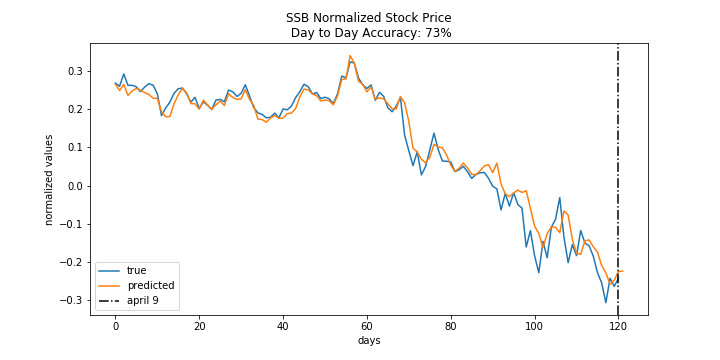 SSB Normalized Stock Price
Day to Day Accuracy: 73%
normalized values
0.3
0.2
0.1
0.0
−0.1
−0.2
−0.3
true
predicted
april 9
0 20 40 60 80 100 120
days